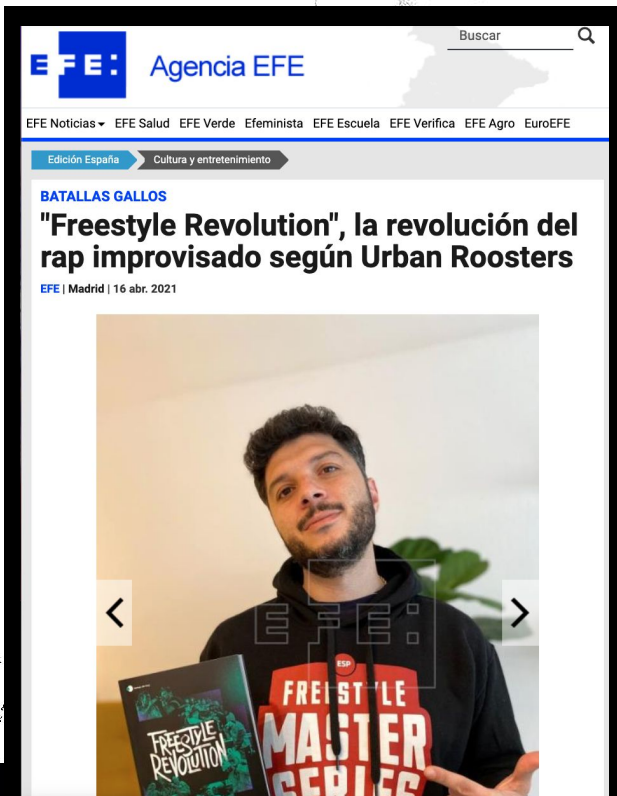 Buscar
EFE:
Agencia EFE
EFE Noticias EFE Salud EFE Verde Efeminista EFE Escuela EFE Verifica EFE Agro EuroEFE
Edición España
Cultura y entretenimiento
BATALLAS GALLOS
"Freestyle Revolution", la revolución del
rap improvisado según Urban Roosters
EFE | Madrid | 16 abr. 2021
EFE:
ESP
FREESTYLE
MASTER
SERIES
FREESTYLE
REVOLUTION